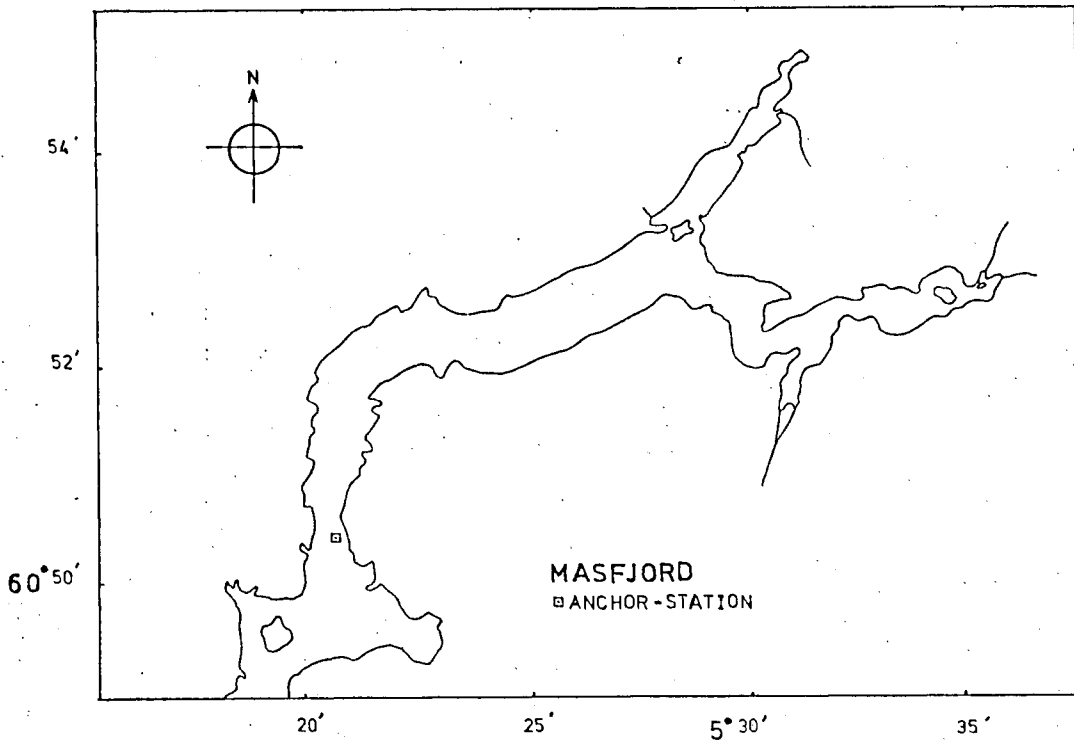 N
54'
52'
60° 50'
MASFJORD
ANCHOR-STATION
20' 25' 5° 30' 35'